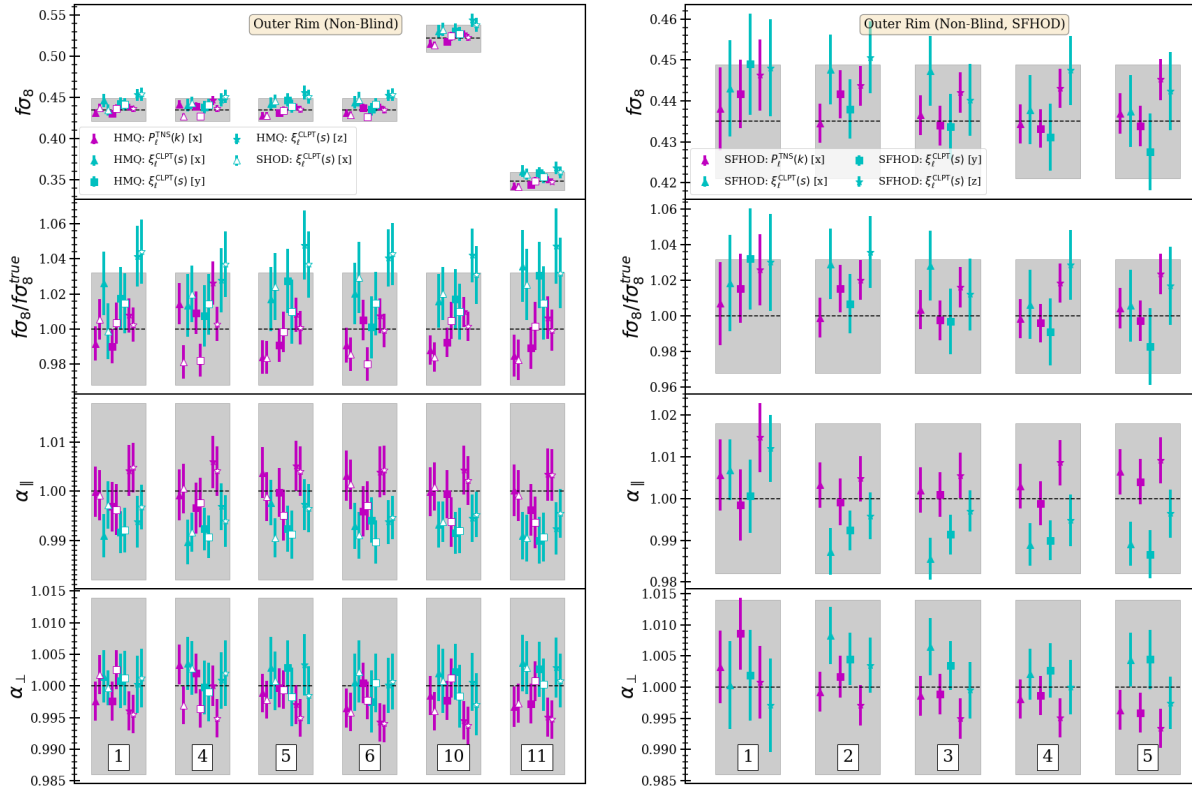 Outer Rim (Non-Blind)
fσ₈
0.55
0.50
0.45
0.40
0.35
HMQ: P_ℓ^TNS(k) [x]
HMQ: ξ_ℓ^CLPT(s) [x]
HMQ: ξ_ℓ^CLPT(s) [y]
HMQ: ξ_ℓ^CLPT(s) [z]
SHOD: ξ_ℓ^CLPT(s) [x]
fσ₈/fσ₈^true
1.06
1.04
1.02
1.00
0.98
α∥
1.01
1.00
0.99
α⊥
1.015
1.010
1.005
1.000
0.995
0.990
0.985
1 4 5 6 10 11
Outer Rim (Non-Blind, SFHOD)
fσ₈
0.46
0.45
0.44
0.43
0.42
SFHOD: P_ℓ^TNS(k) [x]
SFHOD: ξ_ℓ^CLPT(s) [x]
SFHOD: ξ_ℓ^CLPT(s) [y]
SFHOD: ξ_ℓ^CLPT(s) [z]
fσ₈/fσ₈^true
1.06
1.04
1.02
1.00
0.98
0.96
α∥
1.02
1.01
1.00
0.99
0.98
α⊥
1.015
1.010
1.005
1.000
0.995
0.990
0.985
1 2 3 4 5